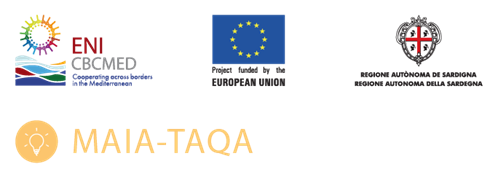 ENI
CBCMED
Cooperating across borders
in the Mediterranean
Project funded by the
EUROPEAN UNION
REGIONE AUTÒNOMA DE SARDIGNA
REGIONE AUTONOMA DELLA SARDEGNA
MAIA-TAQA